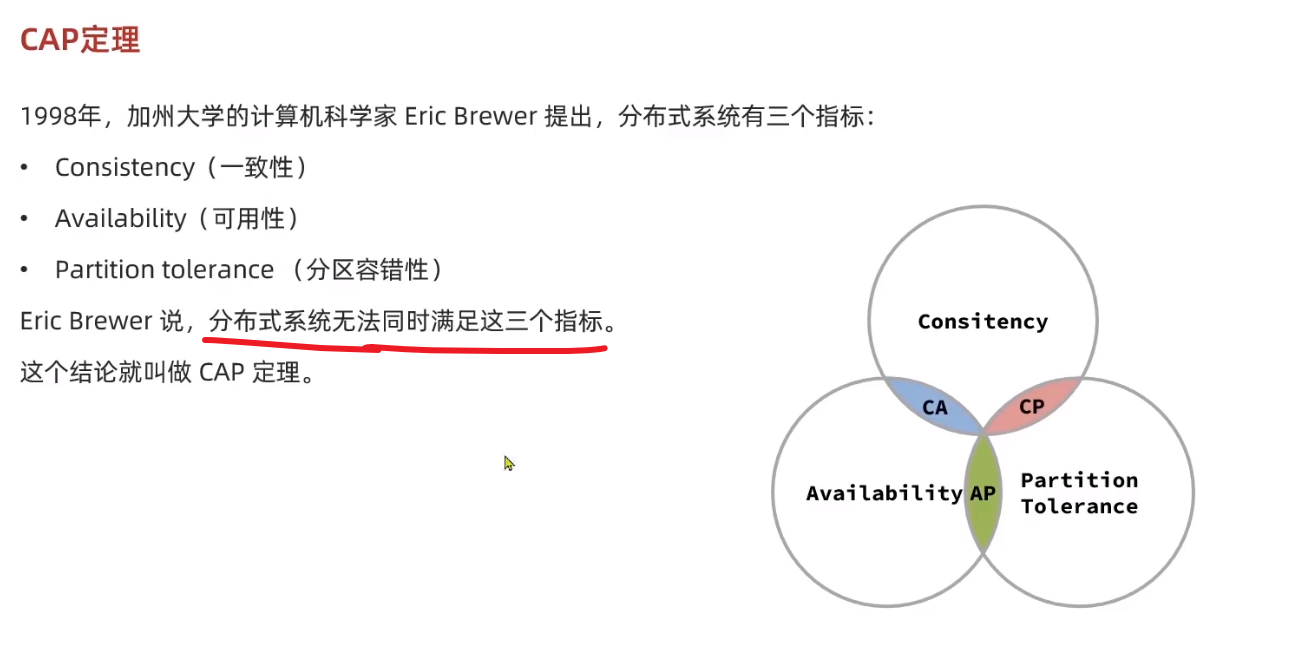 CAP定理
1998年，加州大学的计算机科学家 Eric Brewer 提出，分布式系统有三个指标：
• Consistency（一致性）
• Availability（可用性）
• Partition tolerance （分区容错性）
Eric Brewer 说，分布式系统无法同时满足这三个指标。
这个结论就叫做 CAP 定理。
Consitency
CA
CP
Availability
AP
Partition
Tolerance